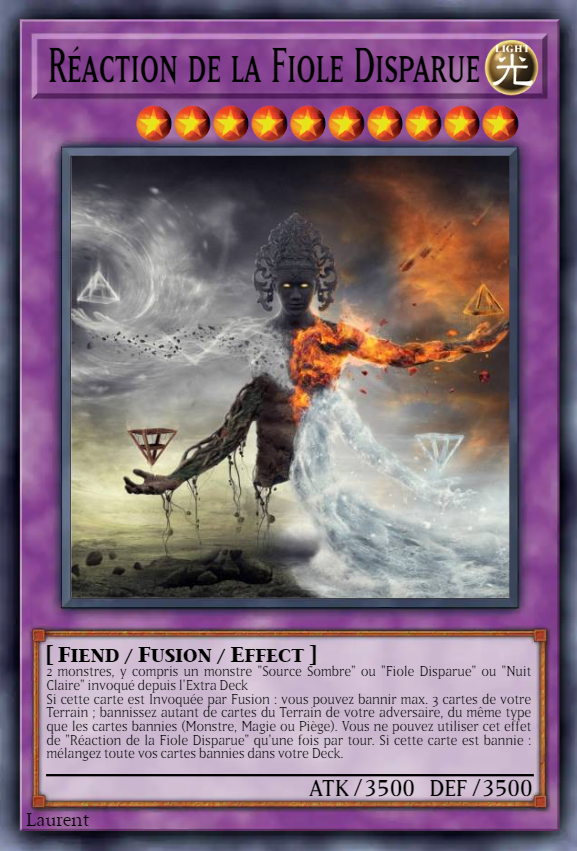 Réaction de la Fiole Disparue
LIGHT
光
[ Fiend / Fusion / Effect ]
2 monstres, y compris un monstre "Source Sombre" ou "Fiole Disparue" ou "Nuit
Claire" invoqué depuis l'Extra Deck
Si cette carte est Invoquée par Fusion : vous pouvez bannir max. 3 cartes de votre
Terrain ; bannissez autant de cartes du Terrain de votre adversaire, du même type
que les cartes bannies (Monstre, Magie ou Piège). Vous ne pouvez utiliser cet effet
de "Réaction de la Fiole Disparue" qu'une fois par tour. Si cette carte est bannie :
mélangez toute vos cartes bannies dans votre Deck.
ATK/3500 DEF/3500
Laurent